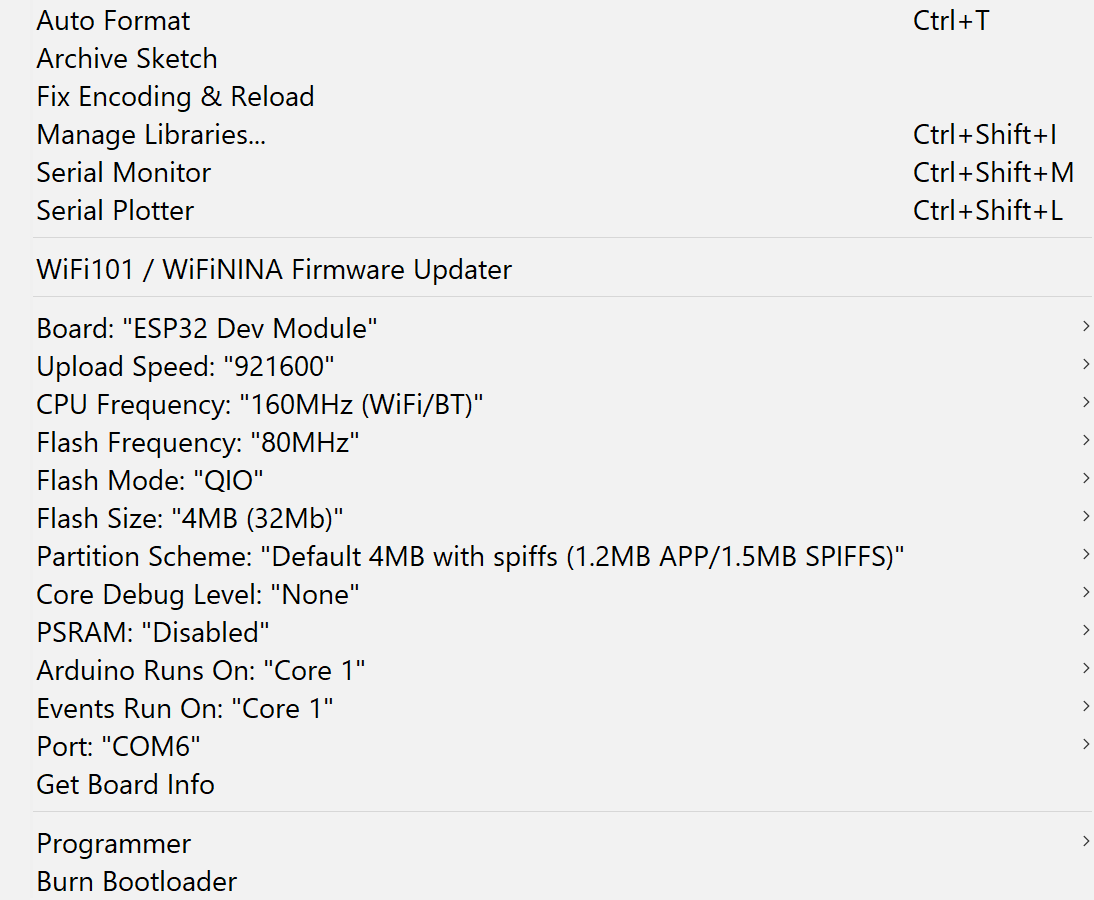 Auto Format Ctrl+T
Archive Sketch
Fix Encoding & Reload
Manage Libraries... Ctrl+Shift+I
Serial Monitor Ctrl+Shift+M
Serial Plotter Ctrl+Shift+L
WiFi101 / WiFiNINA Firmware Updater
Board: "ESP32 Dev Module"
Upload Speed: "921600"
CPU Frequency: "160MHz (WiFi/BT)"
Flash Frequency: "80MHz"
Flash Mode: "QIO"
Flash Size: "4MB (32Mb)"
Partition Scheme: "Default 4MB with spiffs (1.2MB APP/1.5MB SPIFFS)"
Core Debug Level: "None"
PSRAM: "Disabled"
Arduino Runs On: "Core 1"
Events Run On: "Core 1"
Port: "COM6"
Get Board Info
Programmer
Burn Bootloader